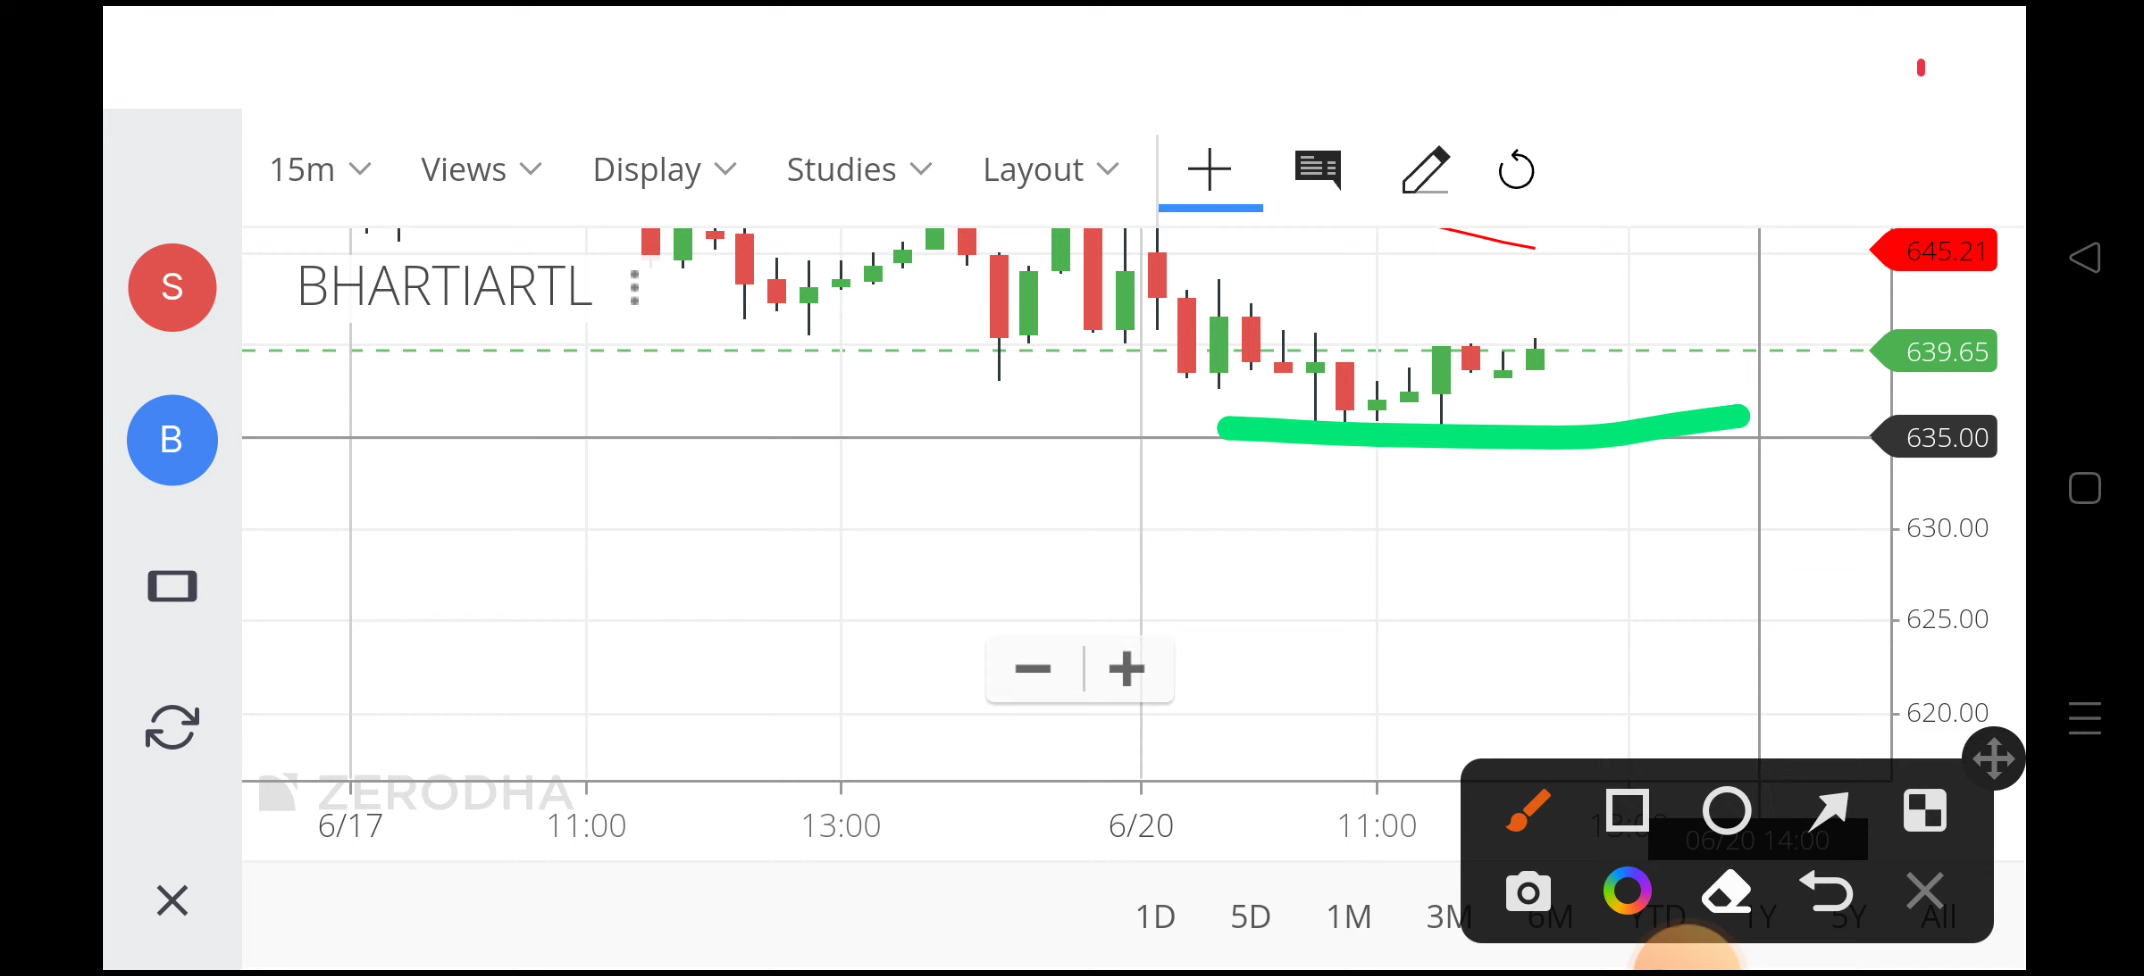 15m Views Display Studies Layout
S
BHARTIARTL
645.21
639.65
B
635.00
630.00
625.00
620.00
ZERODHA
6/17 11:00 13:00 6/20 11:00 13:00
06/20 14:00
1D 5D 1M 3M 6M YTD 1Y 5Y All